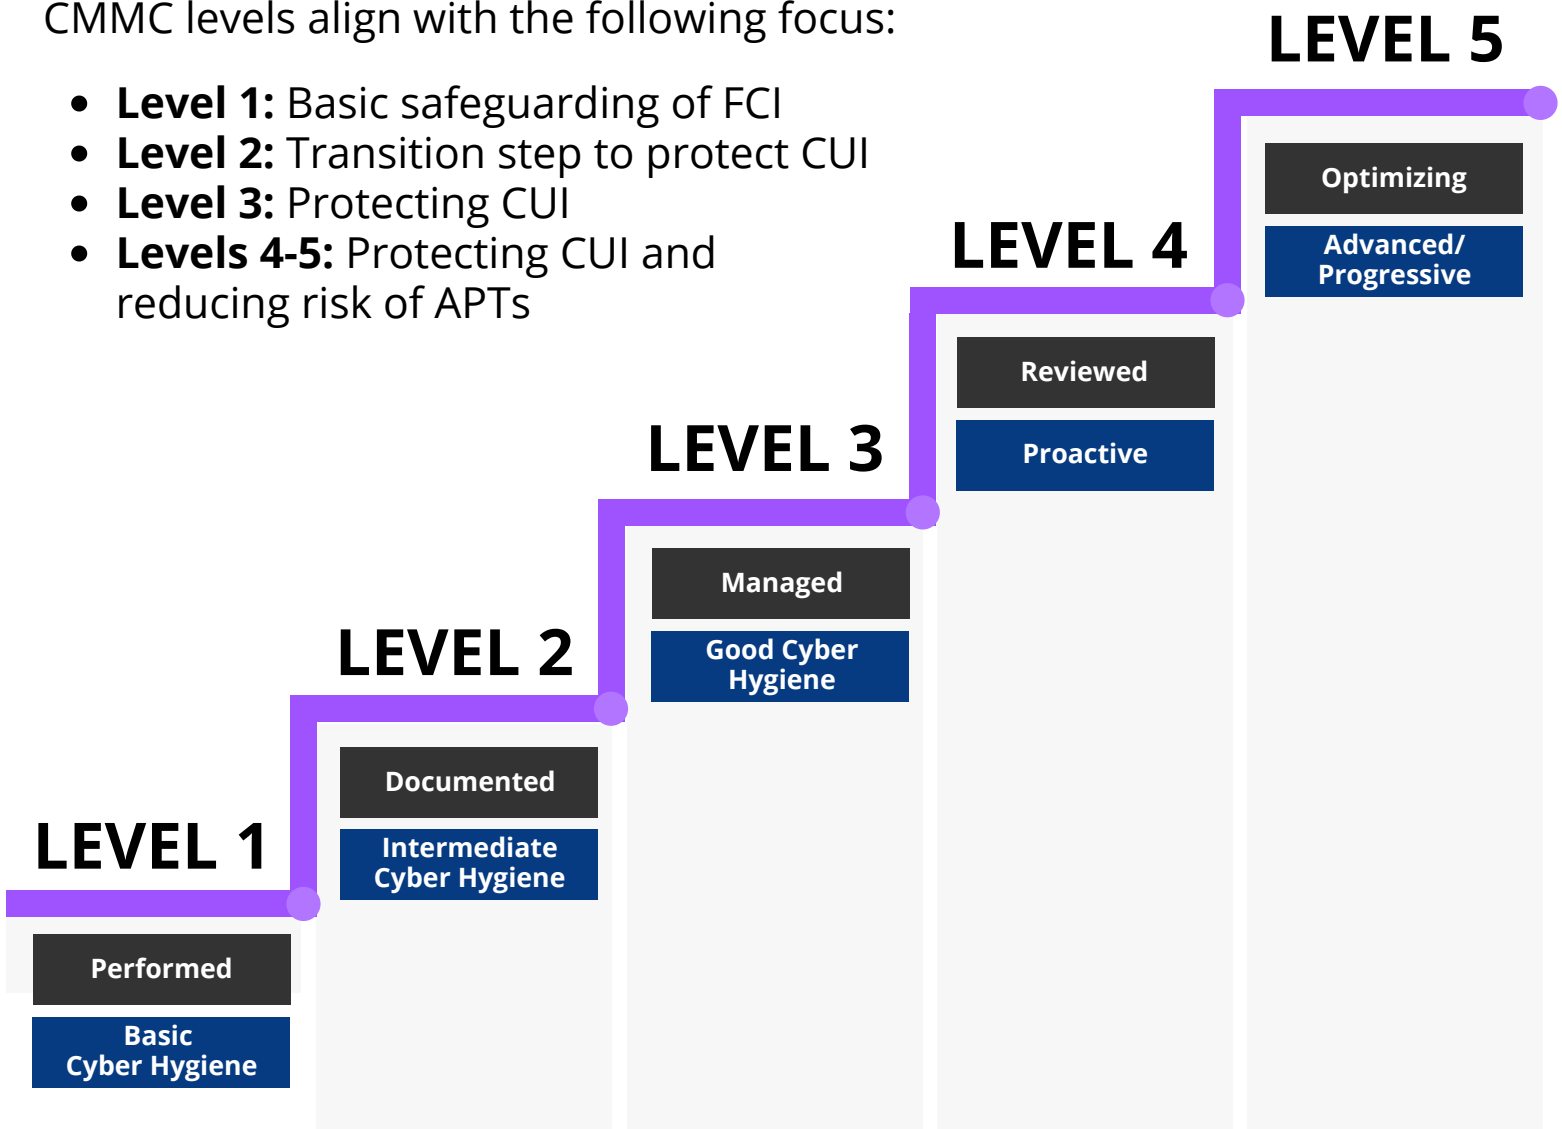 CMMC levels align with the following focus:
• Level 1: Basic safeguarding of FCI
• Level 2: Transition step to protect CUI
• Level 3: Protecting CUI
• Levels 4-5: Protecting CUI and
reducing risk of APTs
LEVEL 5
Optimizing
Advanced/
Progressive
LEVEL 4
Reviewed
Proactive
LEVEL 3
Managed
Good Cyber
Hygiene
LEVEL 2
Documented
Intermediate
Cyber Hygiene
LEVEL 1
Performed
Basic
Cyber Hygiene